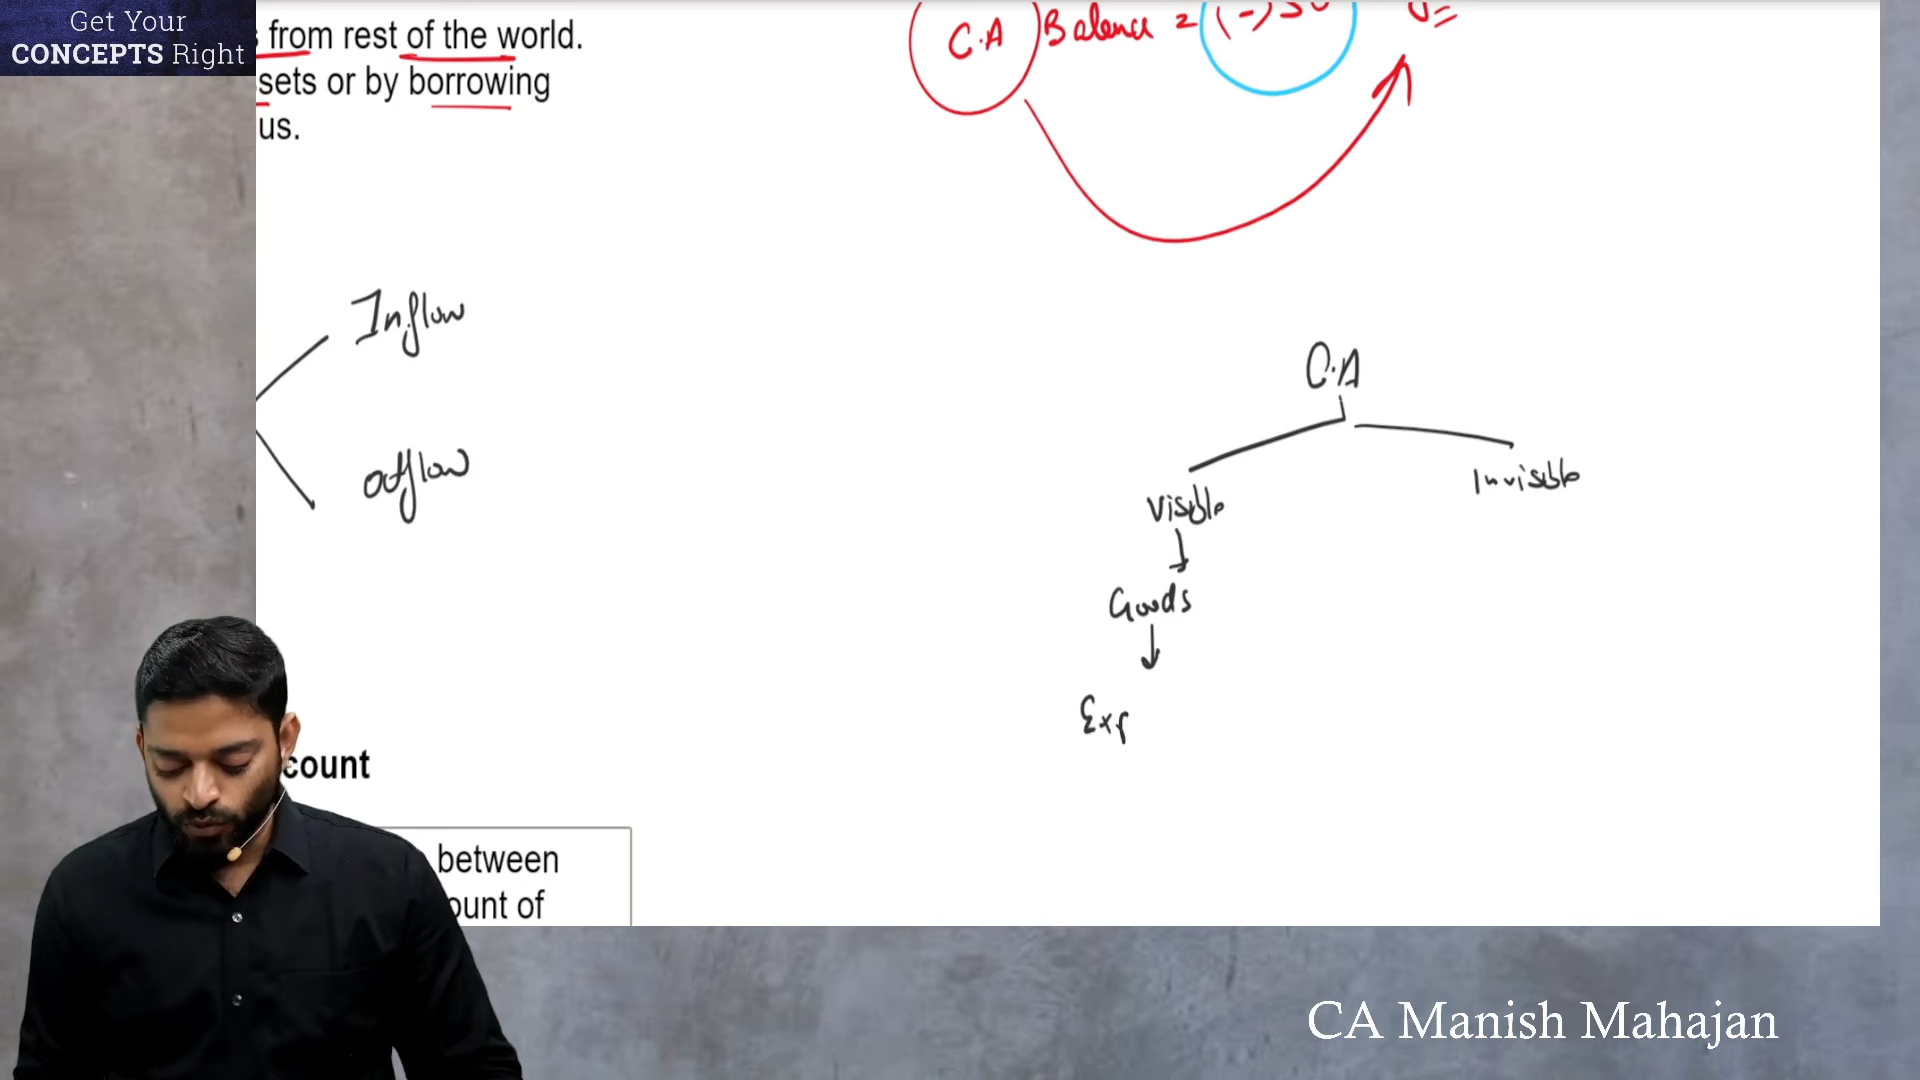 Get Your
CONCEPTS Right
from rest of the world.
sets or by borrowing
us.
C.A Balance = (-)
Inflow
outflow
C.A
Visible
Invisible
Goods
Exp
count
between
ount of
CA Manish Mahajan